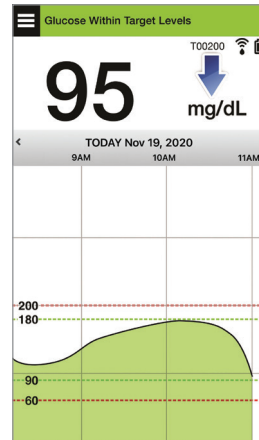 Glucose Within Target Levels
T00200
95
mg/dL
< TODAY Nov 19, 2020
9AM 10AM 11AM
200
180
90
60